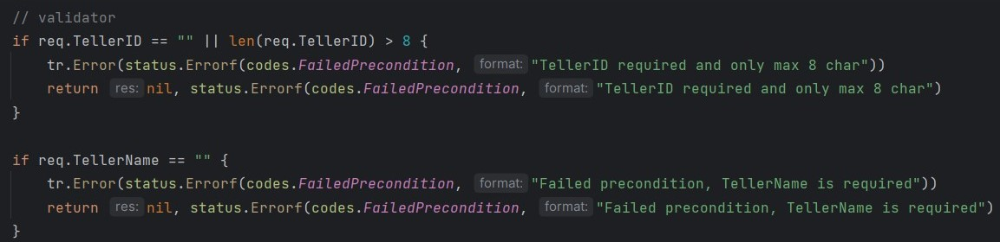 // validator
if req.TellerID == "" || len(req.TellerID) > 8 {
    tr.Error(status.Errorf(codes.FailedPrecondition, format: "TellerID required and only max 8 char"))
    return res: nil, status.Errorf(codes.FailedPrecondition, format: "TellerID required and only max 8 char")
}
if req.TellerName == "" {
    tr.Error(status.Errorf(codes.FailedPrecondition, format: "Failed precondition, TellerName is required"))
    return res: nil, status.Errorf(codes.FailedPrecondition, format: "Failed precondition, TellerName is required")
}